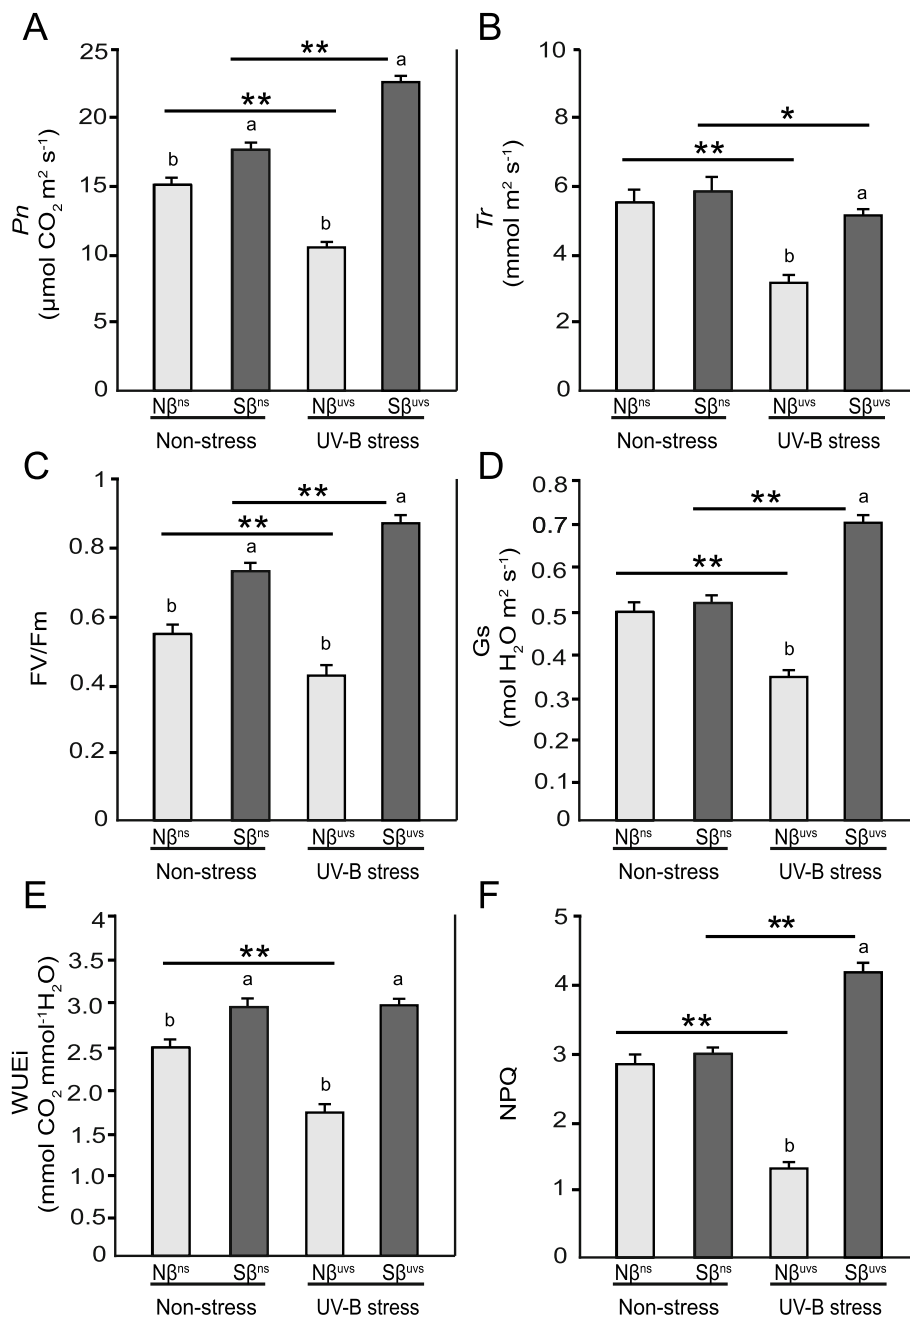 A
Pn
(µmol CO₂ m² s⁻¹)
25
20
15
10
5
0
**
**
b
a
b
a
Nβⁿˢ Sβⁿˢ Nβᵘᵛˢ Sβᵘᵛˢ
Non-stress UV-B stress
B
Tr
(mmol m² s⁻¹)
10
8
6
4
2
0
*
**
b
a
Nβⁿˢ Sβⁿˢ Nβᵘᵛˢ Sβᵘᵛˢ
Non-stress UV-B stress
C
FV/Fm
1
0.8
0.6
0.4
0.2
0
**
**
b
a
b
a
Nβⁿˢ Sβⁿˢ Nβᵘᵛˢ Sβᵘᵛˢ
Non-stress UV-B stress
D
Gs
(mol H₂O m² s⁻¹)
0.8
0.7
0.6
0.5
0.4
0.3
0.2
0.1
0
**
**
b
a
Nβⁿˢ Sβⁿˢ Nβᵘᵛˢ Sβᵘᵛˢ
Non-stress UV-B stress
E
WUEi
(mmol CO₂ mmol⁻¹H₂O)
4
3.5
3.0
2.5
2.0
1.5
1.0
0.5
0
**
b
a
b
a
Nβⁿˢ Sβⁿˢ Nβᵘᵛˢ Sβᵘᵛˢ
Non-stress UV-B stress
F
NPQ
5
4
3
2
1
0
**
**
b
a
Nβⁿˢ Sβⁿˢ Nβᵘᵛˢ Sβᵘᵛˢ
Non-stress UV-B stress